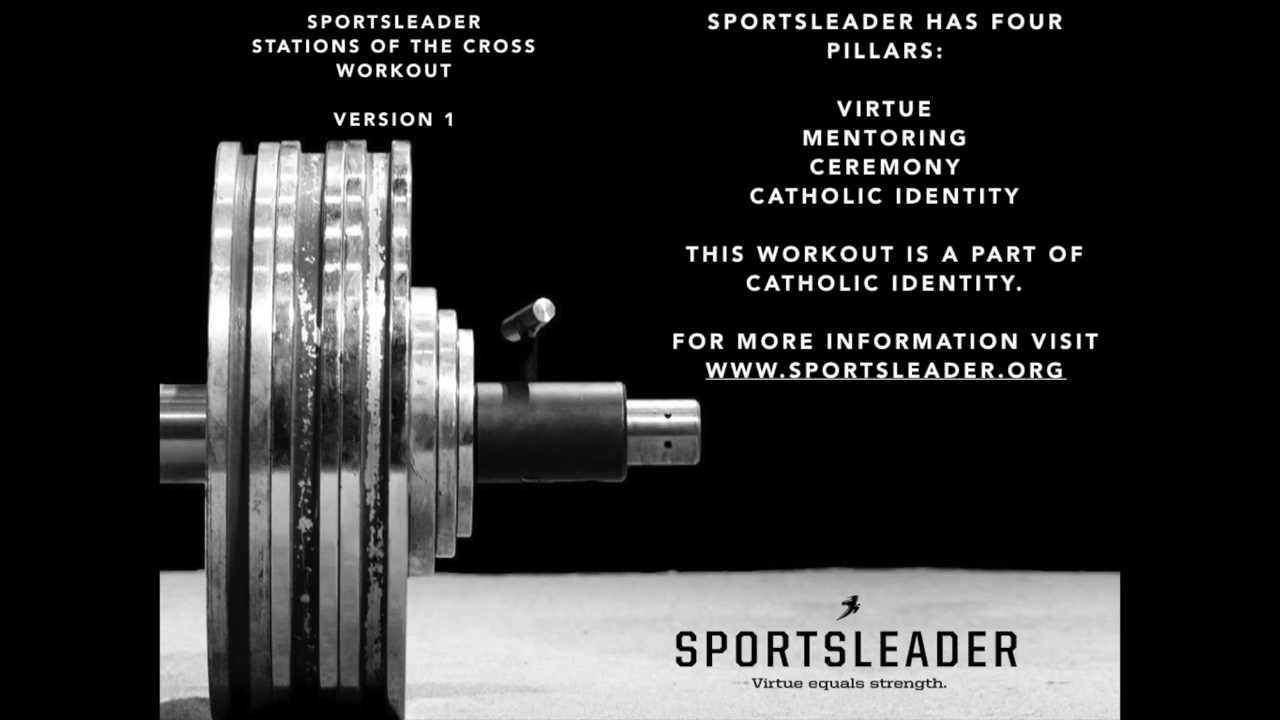 SPORTSLEADER
STATIONS OF THE CROSS
WORKOUT
VERSION 1
SPORTSLEADER HAS FOUR
PILLARS:
VIRTUE
MENTORING
CEREMONY
CATHOLIC IDENTITY
THIS WORKOUT IS A PART OF
CATHOLIC IDENTITY.
FOR MORE INFORMATION VISIT
WWW.SPORTSLEADER.ORG
SPORTSLEADER
Virtue equals strength.